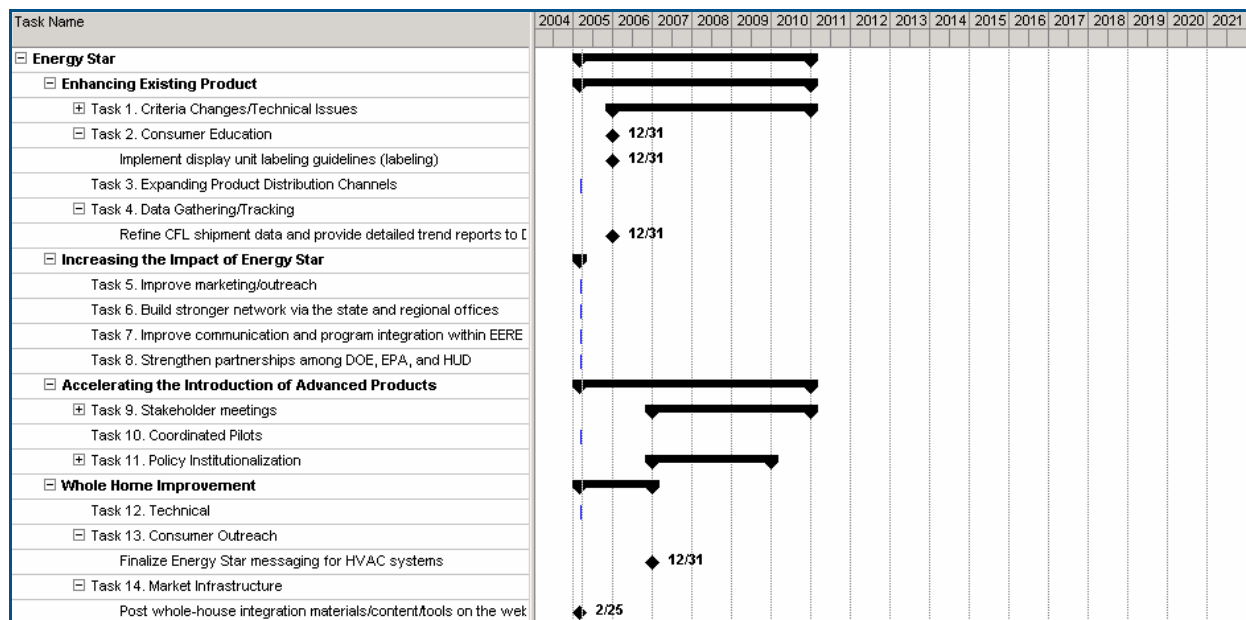 Task Name 2004 2005 2006 2007 2008 2009 2010 2011 2012 2013 2014 2015 2016 2017 2018 2019 2020 2021
Energy Star
Enhancing Existing Product
Task 1. Criteria Changes/Technical Issues
Task 2. Consumer Education 12/31
Implement display unit labeling guidelines (labeling) 12/31
Task 3. Expanding Product Distribution Channels
Task 4. Data Gathering/Tracking
Refine CFL shipment data and provide detailed trend reports to 12/31
Increasing the Impact of Energy Star
Task 5. Improve marketing/outreach
Task 6. Build stronger network via the state and regional offices
Task 7. Improve communication and program integration within EERE
Task 8. Strengthen partnerships among DOE, EPA, and HUD
Accelerating the Introduction of Advanced Products
Task 9. Stakeholder meetings
Task 10. Coordinated Pilots
Task 11. Policy Institutionalization
Whole Home Improvement
Task 12. Technical
Task 13. Consumer Outreach
Finalize Energy Star messaging for HVAC systems 12/31
Task 14. Market Infrastructure
Post whole-house integration materials/content/tools on the 2/25